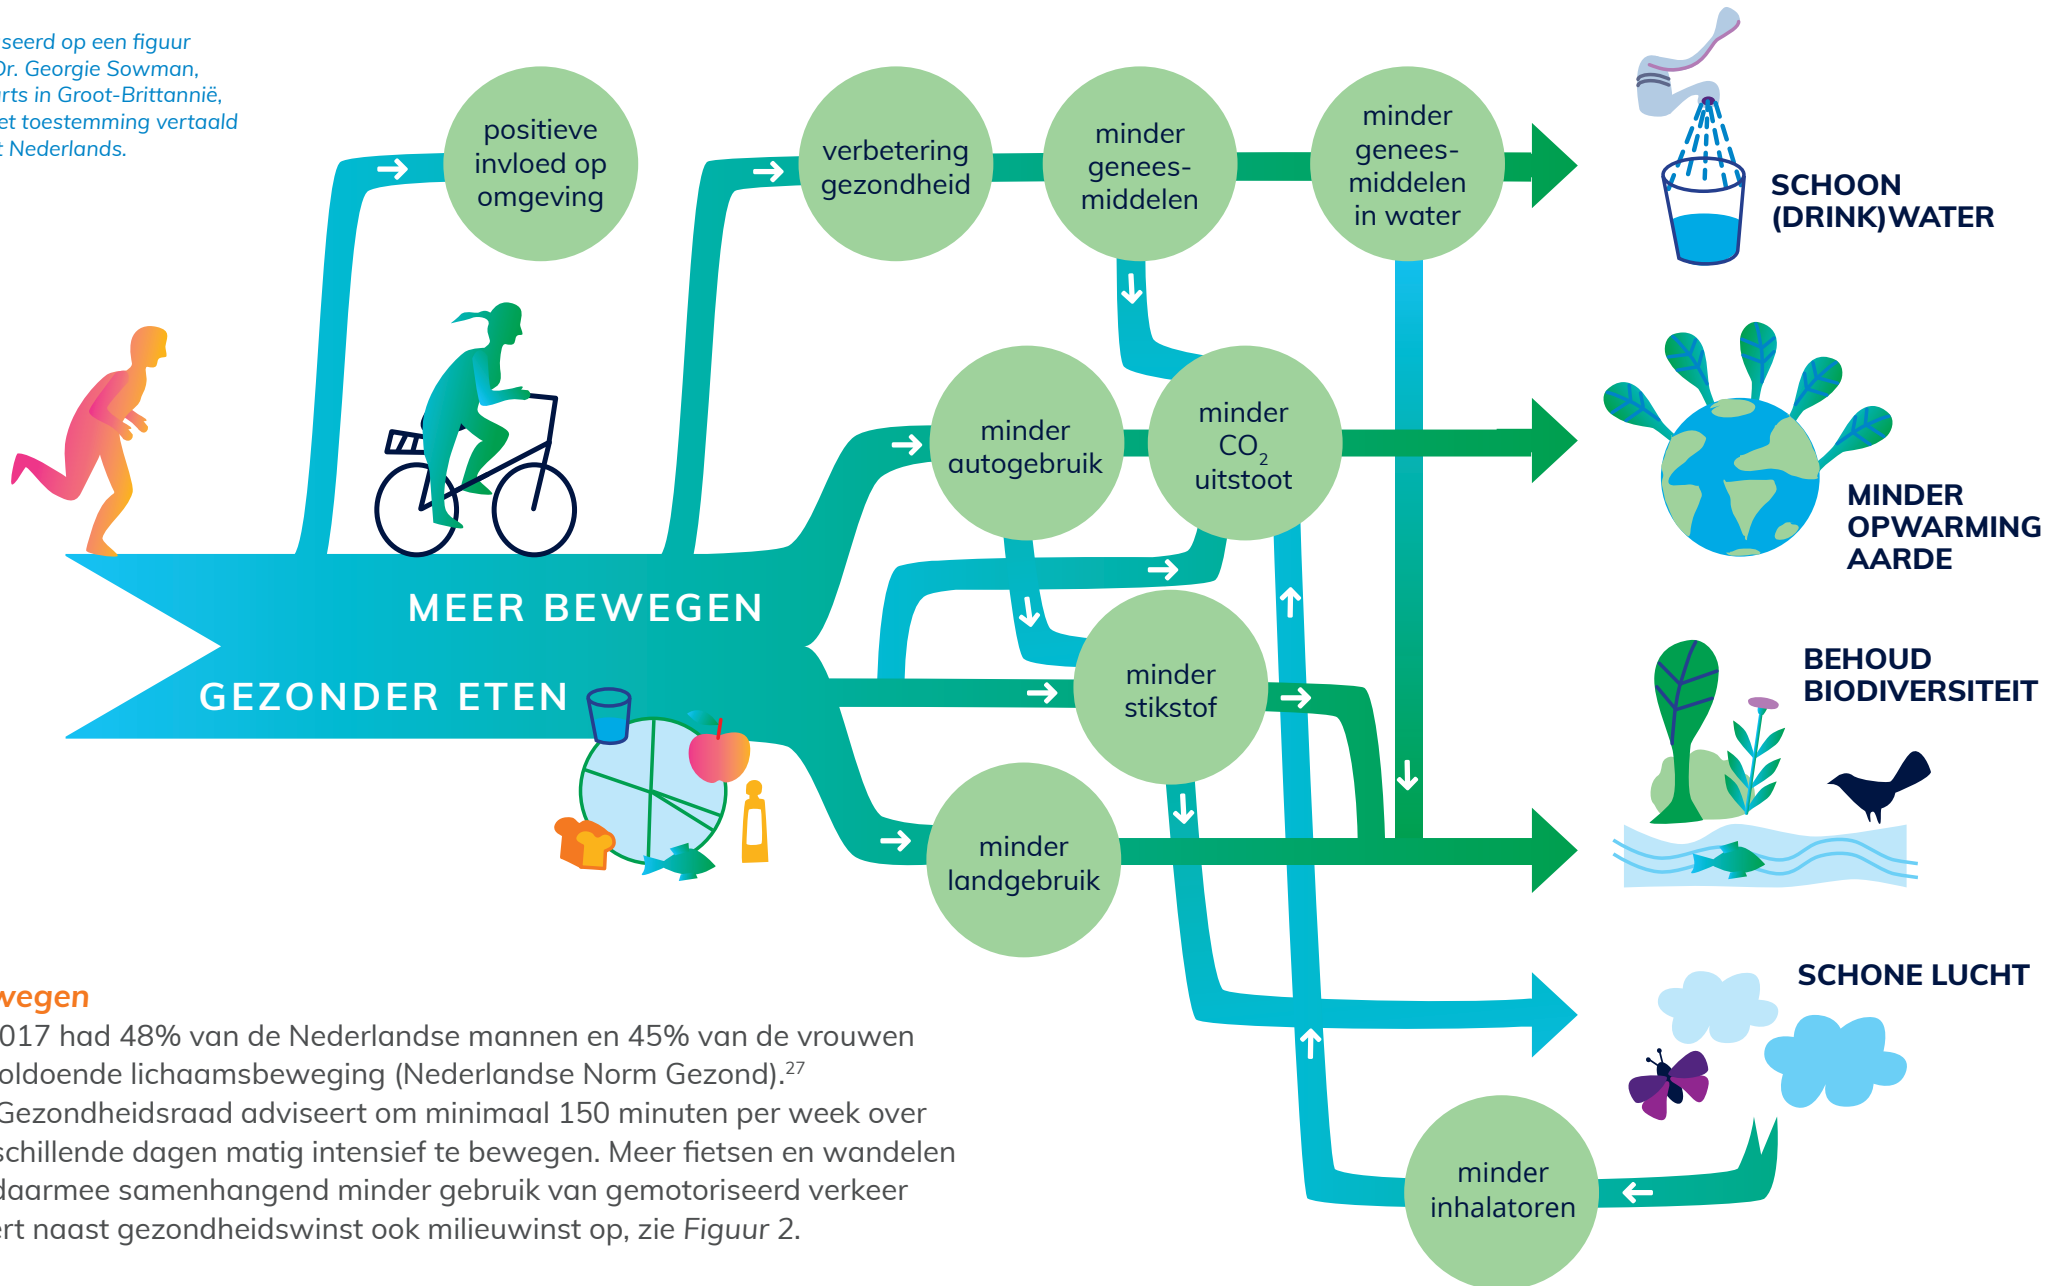 seerd op een figuur
Dr. Georgie Sowman,
rts in Groot-Brittannië,
et toestemming vertaald
t Nederlands.
positieve
invloed op
omgeving
verbetering
gezondheid
minder
genees-
middelen
minder
genees-
middelen
in water
SCHOON
(DRINK)WATER
minder
autogebruik
minder
CO₂
uitstoot
MINDER
OPWARMING
AARDE
MEER BEWEGEN
GEZONDER ETEN
minder
stikstof
BEHOUD
BIODIVERSITEIT
minder
landgebruik
SCHONE LUCHT
minder
inhalatoren
wegen
017 had 48% van de Nederlandse mannen en 45% van de vrouwen
oldoende lichaamsbeweging (Nederlandse Norm Gezond).²⁷
Gezondheidsraad adviseert om minimaal 150 minuten per week over
schillende dagen matig intensief te bewegen. Meer fietsen en wandelen
daarmee samenhangend minder gebruik van gemotoriseerd verkeer
ert naast gezondheidswinst ook milieuwinst op, zie Figuur 2.